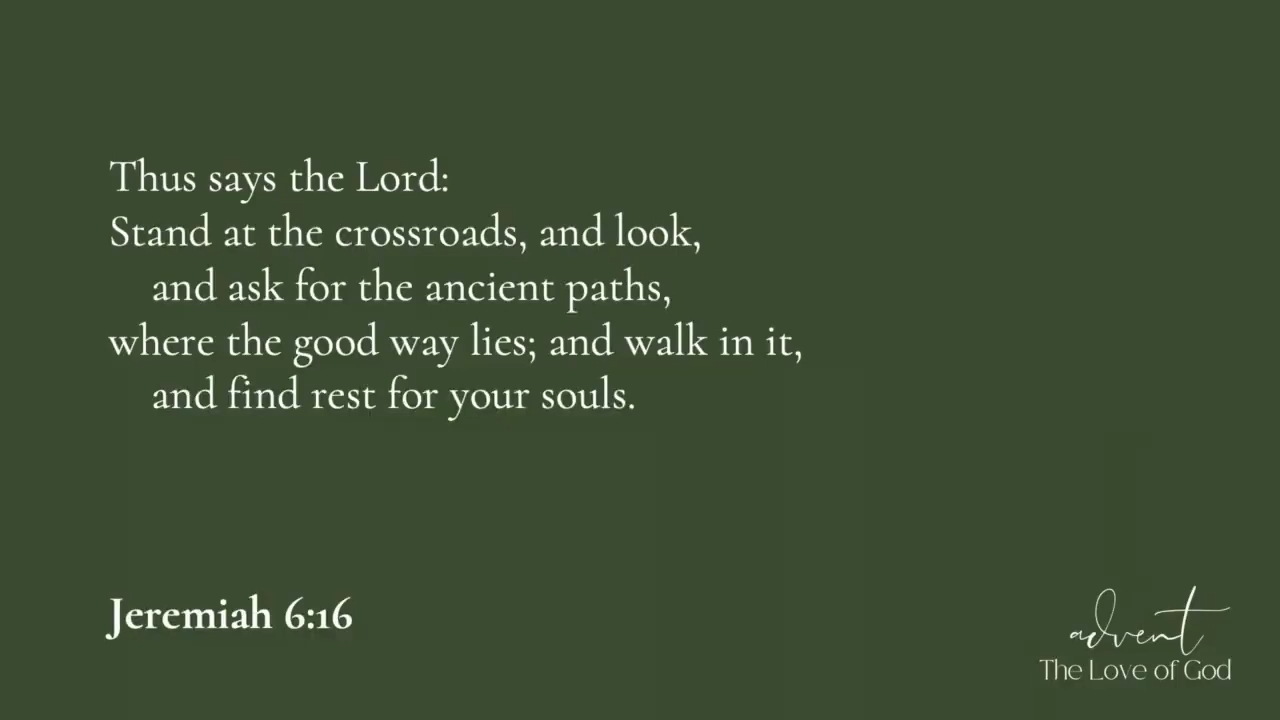 Thus says the Lord:
Stand at the crossroads, and look,
and ask for the ancient paths,
where the good way lies; and walk in it,
and find rest for your souls.
Jeremiah 6:16
advent
The Love of God